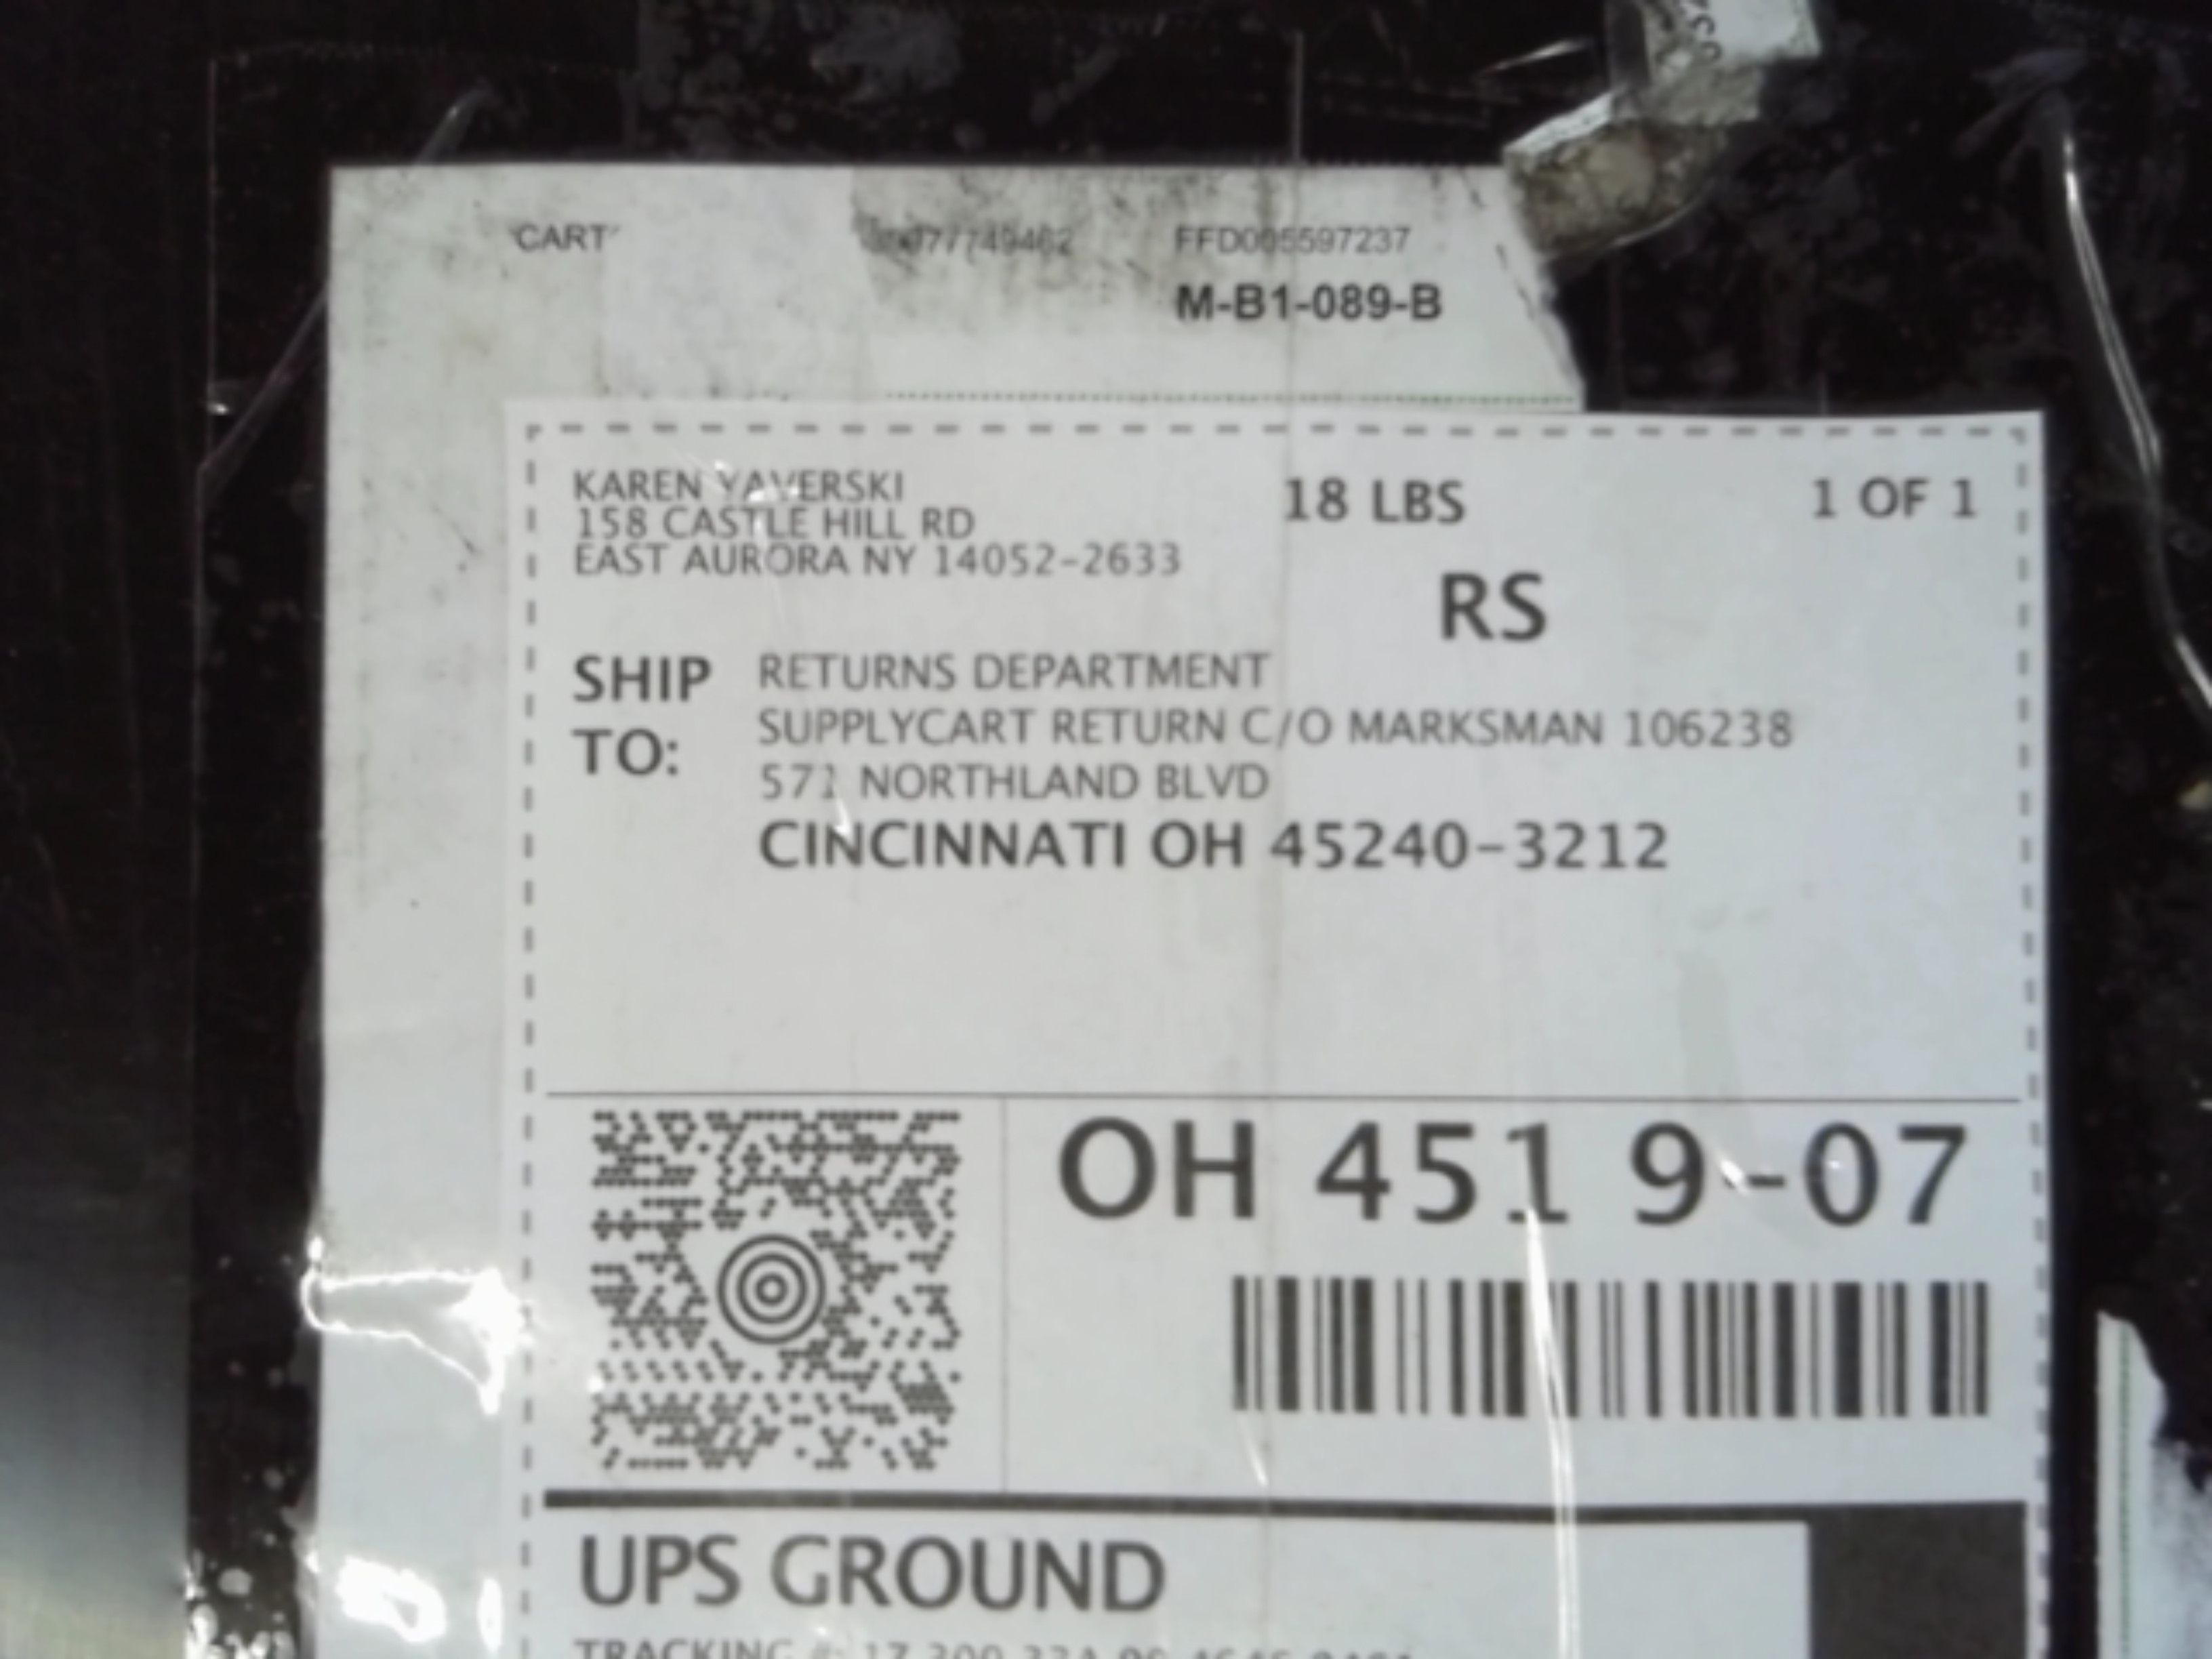 CART
FFD005597237
M-B1-089-B
KAREN YAVERSKI
158 CASTLE HILL RD
EAST AURORA NY 14052-2633
18 LBS
1 OF 1
RS
SHIP TO:
RETURNS DEPARTMENT
SUPPLYCART RETURN C/O MARKSMAN 106238
571 NORTHLAND BLVD
CINCINNATI OH 45240-3212
OH 451 9-07
UPS GROUND
TRACKING #: